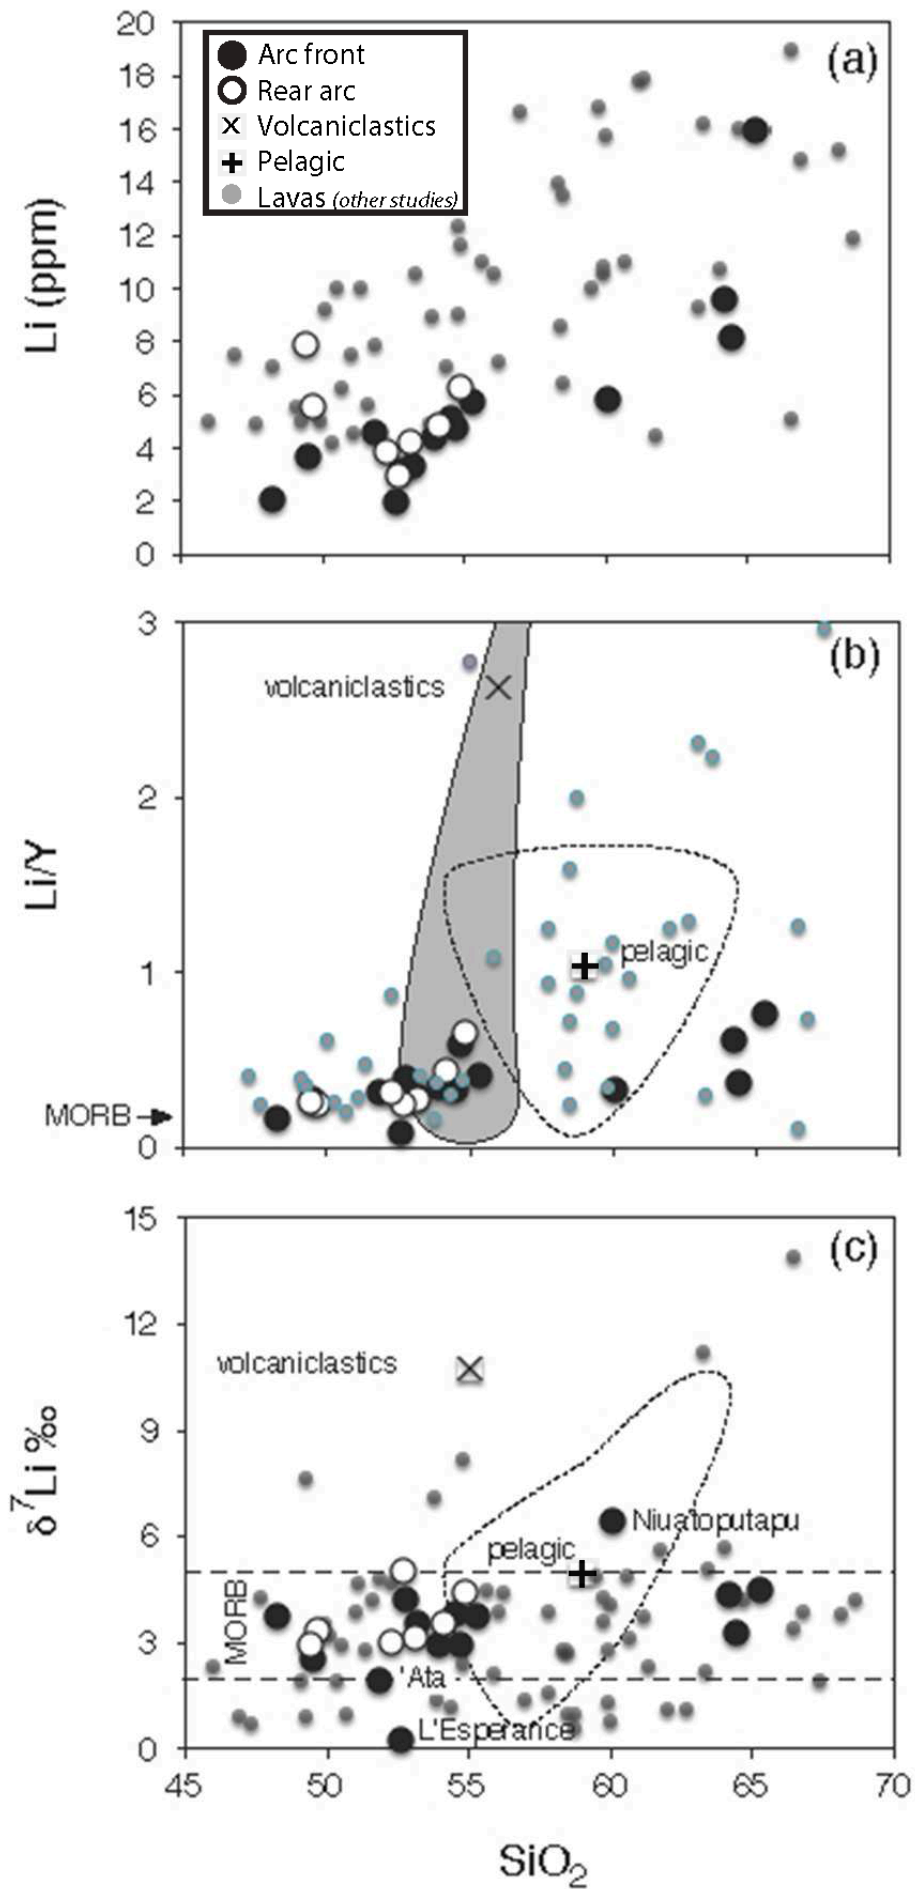 20
18
16
14
12
10
8
6
4
2
0
Li (ppm)
(a)
Arc front
Rear arc
Volcaniclastics
Pelagic
Lavas (other studies)
3
2
1
0
Li/Y
(b)
volcaniclastics
pelagic
MORB
15
12
9
6
3
0
δ7Li ‰
(c)
volcaniclastics
Niuatoputapu
pelagic
MORB
'Ata
L'Esperance
45 50 55 60 65 70
SiO2